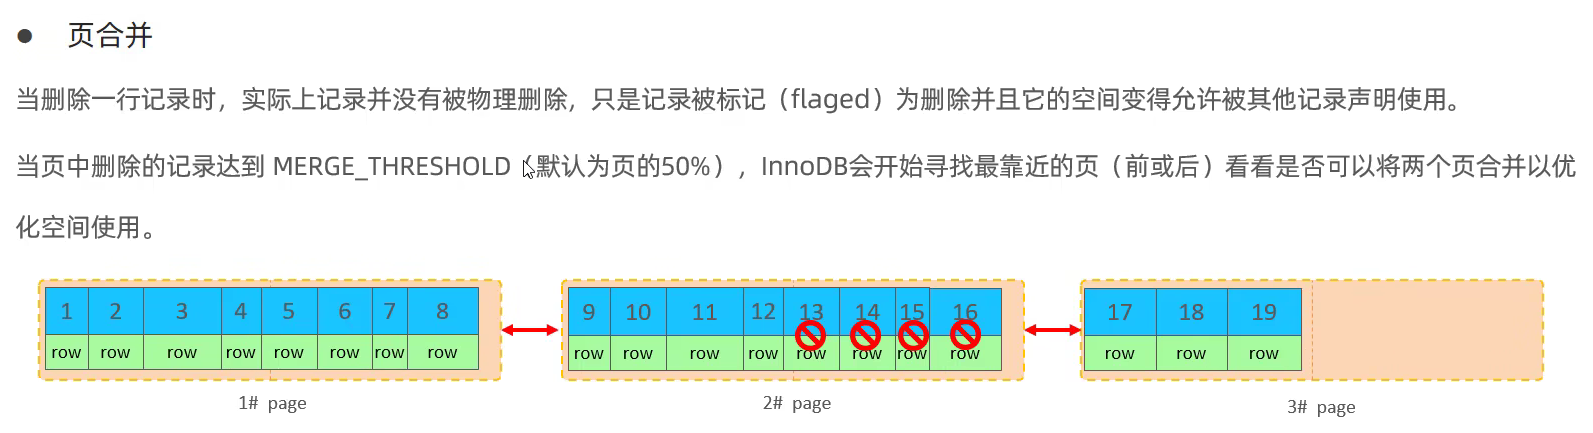 ● 页合并
当删除一行记录时，实际上记录并没有被物理删除，只是记录被标记（flaged）为删除并且它的空间变得允许被其他记录声明使用。
当页中删除的记录达到 MERGE_THRESHOLD（默认为页的50%），InnoDB会开始寻找最靠近的页（前或后）看看是否可以将两个页合并以优
化空间使用。
1 2 3 4 5 6 7 8 9 10 11 12 13 14 15 16 17 18 19
row row row row row row row row row row row row row row row row row row row
1# page 2# page 3# page